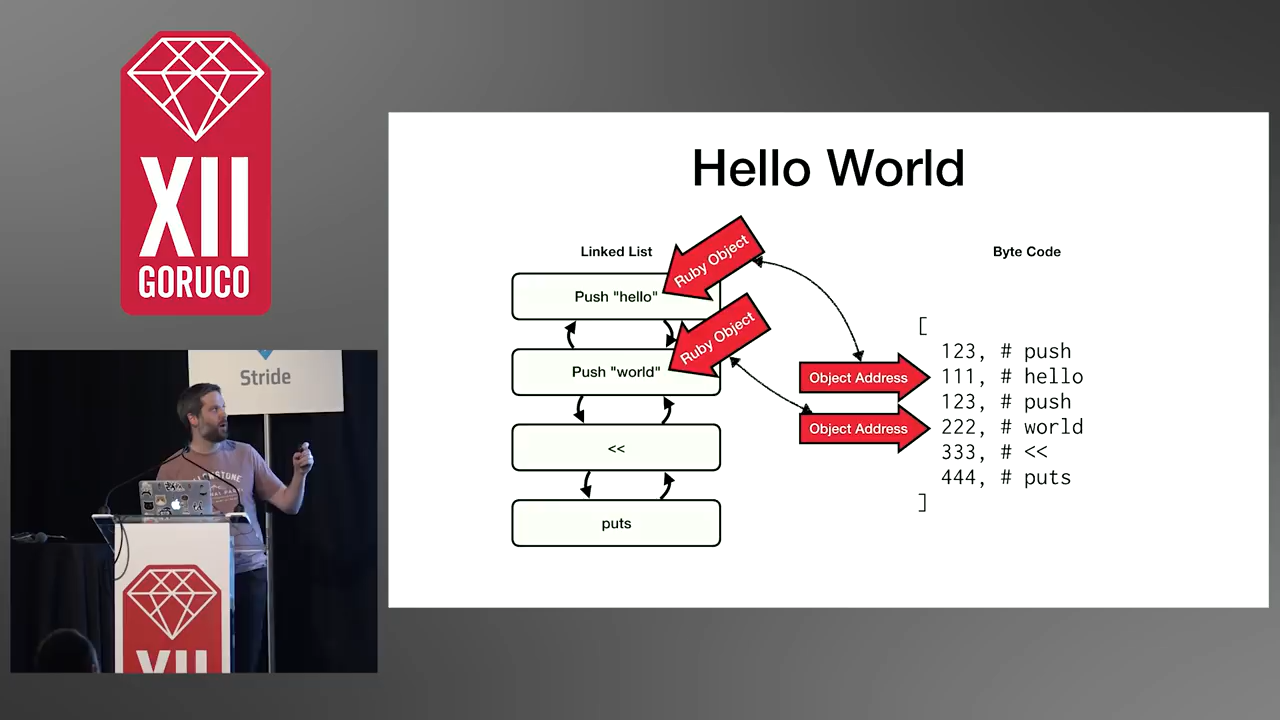 XII
GORUCO
Stride
XII
Hello World
Linked List
Byte Code
Ruby Object
Push "hello"
Ruby Object
Push "world"
<<
puts
Object Address
Object Address
[
123, # push
111, # hello
123, # push
222, # world
333, # <<
444, # puts
]